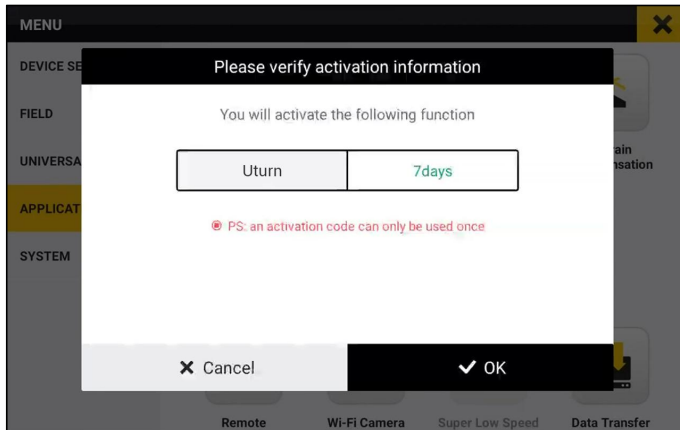 MENU
DEVICE SE
Please verify activation information
FIELD
You will activate the following function
UNIVERSA
Uturn
7days
ain
nsation
APPLICAT
PS: an activation code can only be used once
SYSTEM
Cancel
OK
Remote
Wi-Fi Camera
Super Low Speed
Data Transfer